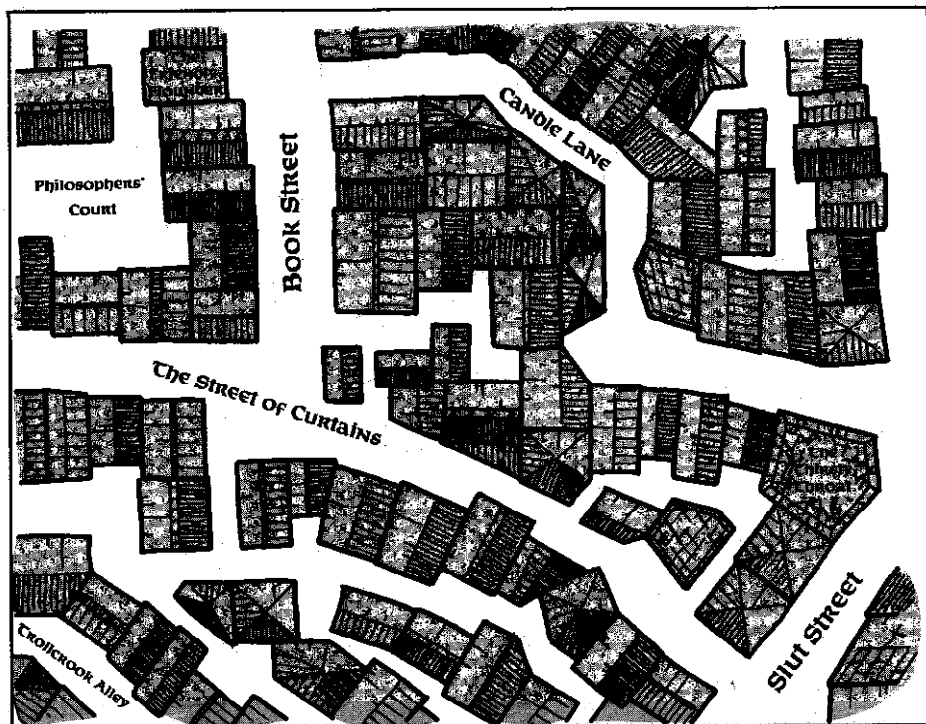 Candle Lane
Philosophers'
Court
Book Street
The Street of Curtains
Slut Street
Trollcrook Alley